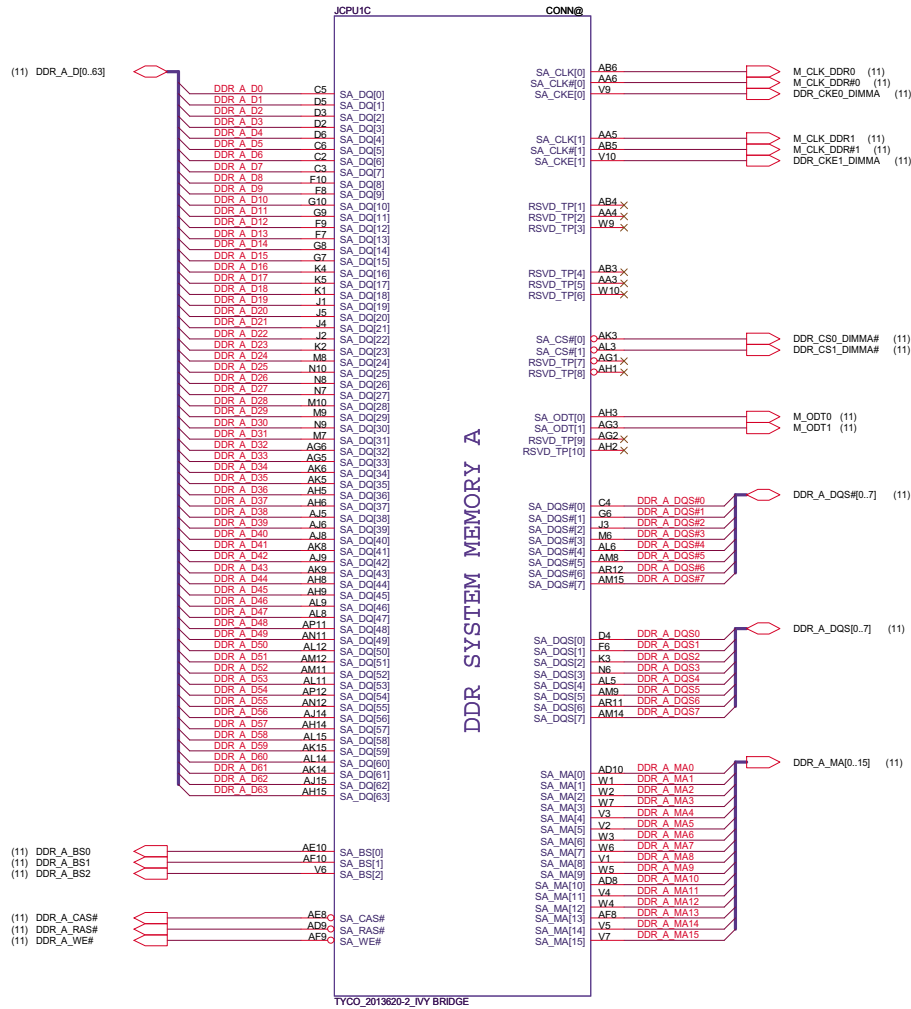 JCPU1C CONN@
(11) DDR_A_D[0..63]
DDR_A_D0 C5 SA_DQ[0]
DDR_A_D1 D5 SA_DQ[1]
DDR_A_D2 D3 SA_DQ[2]
DDR_A_D3 D2 SA_DQ[3]
DDR_A_D4 D6 SA_DQ[4]
DDR_A_D5 C6 SA_DQ[5]
DDR_A_D6 C2 SA_DQ[6]
DDR_A_D7 C3 SA_DQ[7]
DDR_A_D8 F10 SA_DQ[8]
DDR_A_D9 F8 SA_DQ[9]
DDR_A_D10 G10 SA_DQ[10]
DDR_A_D11 G9 SA_DQ[11]
DDR_A_D12 F9 SA_DQ[12]
DDR_A_D13 F7 SA_DQ[13]
DDR_A_D14 G8 SA_DQ[14]
DDR_A_D15 G7 SA_DQ[15]
DDR_A_D16 K4 SA_DQ[16]
DDR_A_D17 K5 SA_DQ[17]
DDR_A_D18 K1 SA_DQ[18]
DDR_A_D19 J1 SA_DQ[19]
DDR_A_D20 J5 SA_DQ[20]
DDR_A_D21 J4 SA_DQ[21]
DDR_A_D22 J2 SA_DQ[22]
DDR_A_D23 K2 SA_DQ[23]
DDR_A_D24 M8 SA_DQ[24]
DDR_A_D25 N10 SA_DQ[25]
DDR_A_D26 N8 SA_DQ[26]
DDR_A_D27 N7 SA_DQ[27]
DDR_A_D28 M10 SA_DQ[28]
DDR_A_D29 M9 SA_DQ[29]
DDR_A_D30 N9 SA_DQ[30]
DDR_A_D31 M7 SA_DQ[31]
DDR_A_D32 AG6 SA_DQ[32]
DDR_A_D33 AG5 SA_DQ[33]
DDR_A_D34 AK6 SA_DQ[34]
DDR_A_D35 AK5 SA_DQ[35]
DDR_A_D36 AH5 SA_DQ[36]
DDR_A_D37 AH6 SA_DQ[37]
DDR_A_D38 AJ5 SA_DQ[38]
DDR_A_D39 AJ6 SA_DQ[39]
DDR_A_D40 AJ8 SA_DQ[40]
DDR_A_D41 AK8 SA_DQ[41]
DDR_A_D42 AJ9 SA_DQ[42]
DDR_A_D43 AK9 SA_DQ[43]
DDR_A_D44 AH8 SA_DQ[44]
DDR_A_D45 AH9 SA_DQ[45]
DDR_A_D46 AL9 SA_DQ[46]
DDR_A_D47 AL8 SA_DQ[47]
DDR_A_D48 AP11 SA_DQ[48]
DDR_A_D49 AN11 SA_DQ[49]
DDR_A_D50 AL12 SA_DQ[50]
DDR_A_D51 AM12 SA_DQ[51]
DDR_A_D52 AM11 SA_DQ[52]
DDR_A_D53 AL11 SA_DQ[53]
DDR_A_D54 AP12 SA_DQ[54]
DDR_A_D55 AN12 SA_DQ[55]
DDR_A_D56 AJ14 SA_DQ[56]
DDR_A_D57 AH14 SA_DQ[57]
DDR_A_D58 AL15 SA_DQ[58]
DDR_A_D59 AK15 SA_DQ[59]
DDR_A_D60 AL14 SA_DQ[60]
DDR_A_D61 AK14 SA_DQ[61]
DDR_A_D62 AJ15 SA_DQ[62]
DDR_A_D63 AH15 SA_DQ[63]
(11) DDR_A_BS0 AE10 SA_BS[0]
(11) DDR_A_BS1 AF10 SA_BS[1]
(11) DDR_A_BS2 V6 SA_BS[2]
(11) DDR_A_CAS# AE8 SA_CAS#
(11) DDR_A_RAS# AD9 SA_RAS#
(11) DDR_A_WE# AF9 SA_WE#
DDR SYSTEM MEMORY A
SA_CLK[0] AB6 M_CLK_DDR0 (11)
SA_CLK#[0] AA6 M_CLK_DDR#0 (11)
SA_CKE[0] V9 DDR_CKE0_DIMMA (11)
SA_CLK[1] AA5 M_CLK_DDR1 (11)
SA_CLK#[1] AB5 M_CLK_DDR#1 (11)
SA_CKE[1] V10 DDR_CKE1_DIMMA (11)
RSVD_TP[1] AB4
RSVD_TP[2] AA4
RSVD_TP[3] W9
RSVD_TP[4] AB3
RSVD_TP[5] AA3
RSVD_TP[6] W10
SA_CS#[0] AK3 DDR_CS0_DIMMA# (11)
SA_CS#[1] AL3 DDR_CS1_DIMMA# (11)
RSVD_TP[7] AG1
RSVD_TP[8] AH1
SA_ODT[0] AH3 M_ODT0 (11)
SA_ODT[1] AG3 M_ODT1 (11)
RSVD_TP[9] AG2
RSVD_TP[10] AH2
DDR_A_DQS#[0..7] (11)
SA_DQS#[0] C4 DDR_A_DQS#0
SA_DQS#[1] G6 DDR_A_DQS#1
SA_DQS#[2] J3 DDR_A_DQS#2
SA_DQS#[3] M6 DDR_A_DQS#3
SA_DQS#[4] AL6 DDR_A_DQS#4
SA_DQS#[5] AM8 DDR_A_DQS#5
SA_DQS#[6] AR12 DDR_A_DQS#6
SA_DQS#[7] AM15 DDR_A_DQS#7
DDR_A_DQS[0..7] (11)
SA_DQS[0] D4 DDR_A_DQS0
SA_DQS[1] F6 DDR_A_DQS1
SA_DQS[2] K3 DDR_A_DQS2
SA_DQS[3] N6 DDR_A_DQS3
SA_DQS[4] AL5 DDR_A_DQS4
SA_DQS[5] AM9 DDR_A_DQS5
SA_DQS[6] AR11 DDR_A_DQS6
SA_DQS[7] AM14 DDR_A_DQS7
DDR_A_MA[0..15] (11)
SA_MA[0] AD10 DDR_A_MA0
SA_MA[1] W1 DDR_A_MA1
SA_MA[2] W2 DDR_A_MA2
SA_MA[3] W7 DDR_A_MA3
SA_MA[4] V3 DDR_A_MA4
SA_MA[5] V2 DDR_A_MA5
SA_MA[6] W3 DDR_A_MA6
SA_MA[7] W6 DDR_A_MA7
SA_MA[8] V1 DDR_A_MA8
SA_MA[9] W5 DDR_A_MA9
SA_MA[10] AD8 DDR_A_MA10
SA_MA[11] V4 DDR_A_MA11
SA_MA[12] W4 DDR_A_MA12
SA_MA[13] AF8 DDR_A_MA13
SA_MA[14] V5 DDR_A_MA14
SA_MA[15] V7 DDR_A_MA15
TYCO_2013620-2_IVY BRIDGE